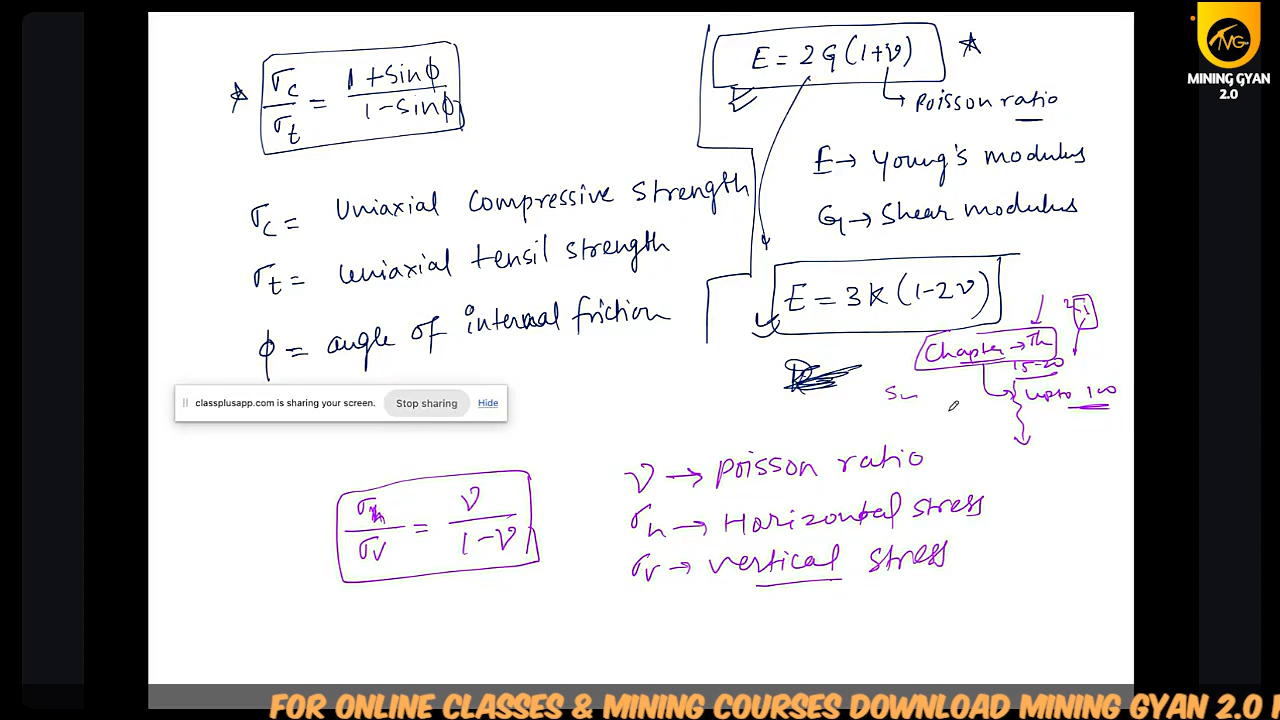 σc/σt = 1+sinφ/1-sinφ
σc = Uniaxial Compressive Strength
σt = Uniaxial tensil strength
φ = angle of internal friction
E = 2G(1+ν)
Poisson ratio
E → Young's modulus
G → Shear modulus
E = 3K(1-2ν)
Chapter → Th
15-20
upto 100
classplusapp.com is sharing your screen.
Stop sharing
Hide
σh/σv = ν/1-ν
ν → Poisson ratio
σh → Horizontal stress
σv → vertical stress
MINING GYAN
2.0
FOR ONLINE CLASSES & MINING COURSES DOWNLOAD MINING GYAN 2.0